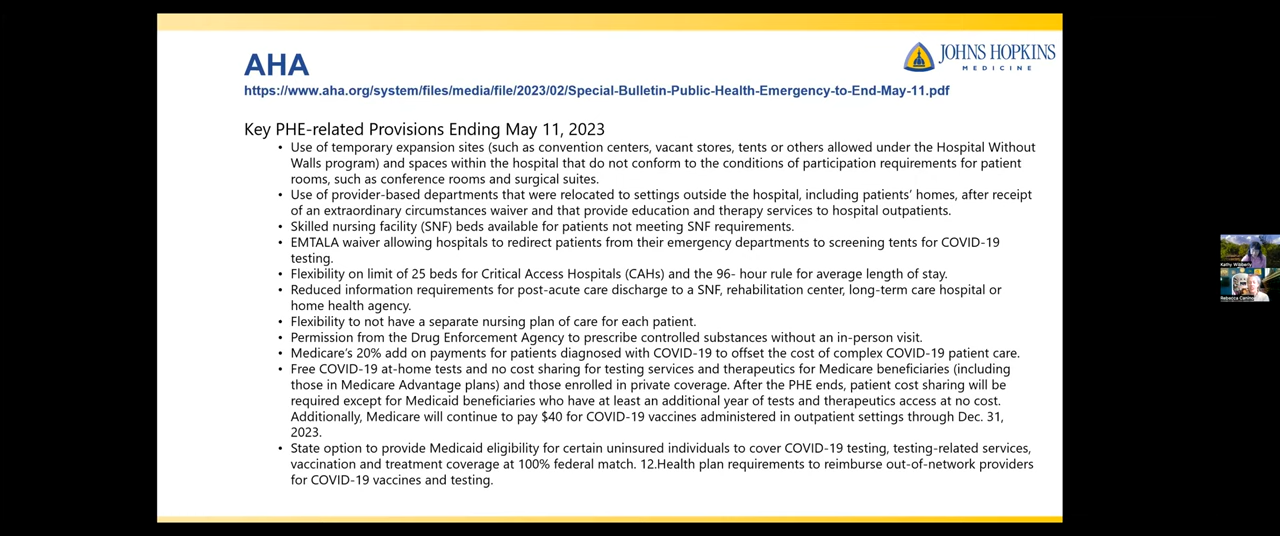 AHA
JOHNS HOPKINS
MEDICINE
https://www.aha.org/system/files/media/file/2023/02/Special-Bulletin-Public-Health-Emergency-to-End-May-11.pdf
Key PHE-related Provisions Ending May 11, 2023
• Use of temporary expansion sites (such as convention centers, vacant stores, tents or others allowed under the Hospital Without
Walls program) and spaces within the hospital that do not conform to the conditions of participation requirements for patient
rooms, such as conference rooms and surgical suites.
• Use of provider-based departments that were relocated to settings outside the hospital, including patients' homes, after receipt
of an extraordinary circumstances waiver and that provide education and therapy services to hospital outpatients.
• Skilled nursing facility (SNF) beds available for patients not meeting SNF requirements.
• EMTALA waiver allowing hospitals to redirect patients from their emergency departments to screening tents for COVID-19
testing.
• Flexibility on limit of 25 beds for Critical Access Hospitals (CAHs) and the 96- hour rule for average length of stay.
• Reduced information requirements for post-acute care discharge to a SNF, rehabilitation center, long-term care hospital or
home health agency.
• Flexibility to not have a separate nursing plan of care for each patient.
• Permission from the Drug Enforcement Agency to prescribe controlled substances without an in-person visit.
• Medicare's 20% add on payments for patients diagnosed with COVID-19 to offset the cost of complex COVID-19 patient care.
• Free COVID-19 at-home tests and no cost sharing for testing services and therapeutics for Medicare beneficiaries (including
those in Medicare Advantage plans) and those enrolled in private coverage. After the PHE ends, patient cost sharing will be
required except for Medicaid beneficiaries who have at least an additional year of tests and therapeutics access at no cost.
Additionally, Medicare will continue to pay $40 for COVID-19 vaccines administered in outpatient settings through Dec. 31,
2023.
• State option to provide Medicaid eligibility for certain uninsured individuals to cover COVID-19 testing, testing-related services,
vaccination and treatment coverage at 100% federal match. 12.Health plan requirements to reimburse out-of-network providers
for COVID-19 vaccines and testing.
Kathy Wibberly
Rebecca Canino